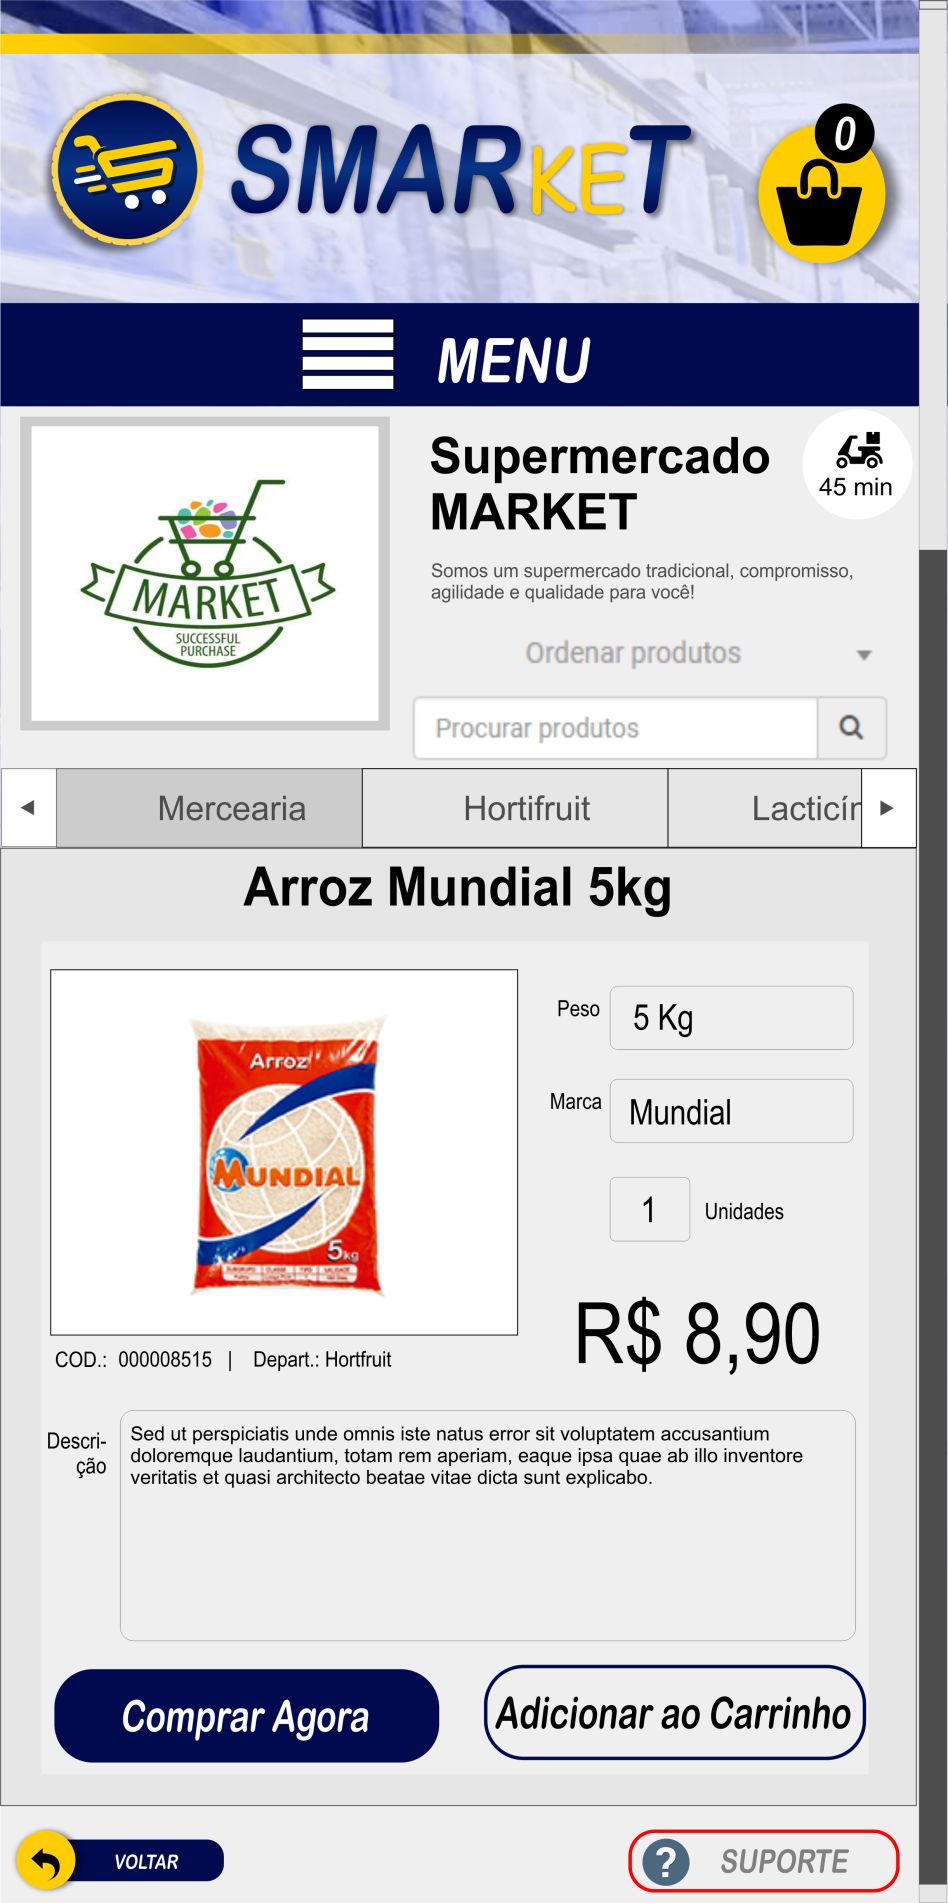 SMARKET
0
MENU
Supermercado
MARKET
45 min
Somos um supermercado tradicional, compromisso,
agilidade e qualidade para você!
MARKET
SUCCESSFUL
PURCHASE
Ordenar produtos
Procurar produtos
Mercearia
Hortifruit
Lacticír
Arroz Mundial 5kg
Arroz
MUNDIAL
5kg
Peso
5 Kg
Marca
Mundial
1
Unidades
R$ 8,90
COD.: 000008515 | Depart.: Hortfruit
Descri-
ção
Sed ut perspiciatis unde omnis iste natus error sit voluptatem accusantium
doloremque laudantium, totam rem aperiam, eaque ipsa quae ab illo inventore
veritatis et quasi architecto beatae vitae dicta sunt explicabo.
Comprar Agora
Adicionar ao Carrinho
VOLTAR
? SUPORTE